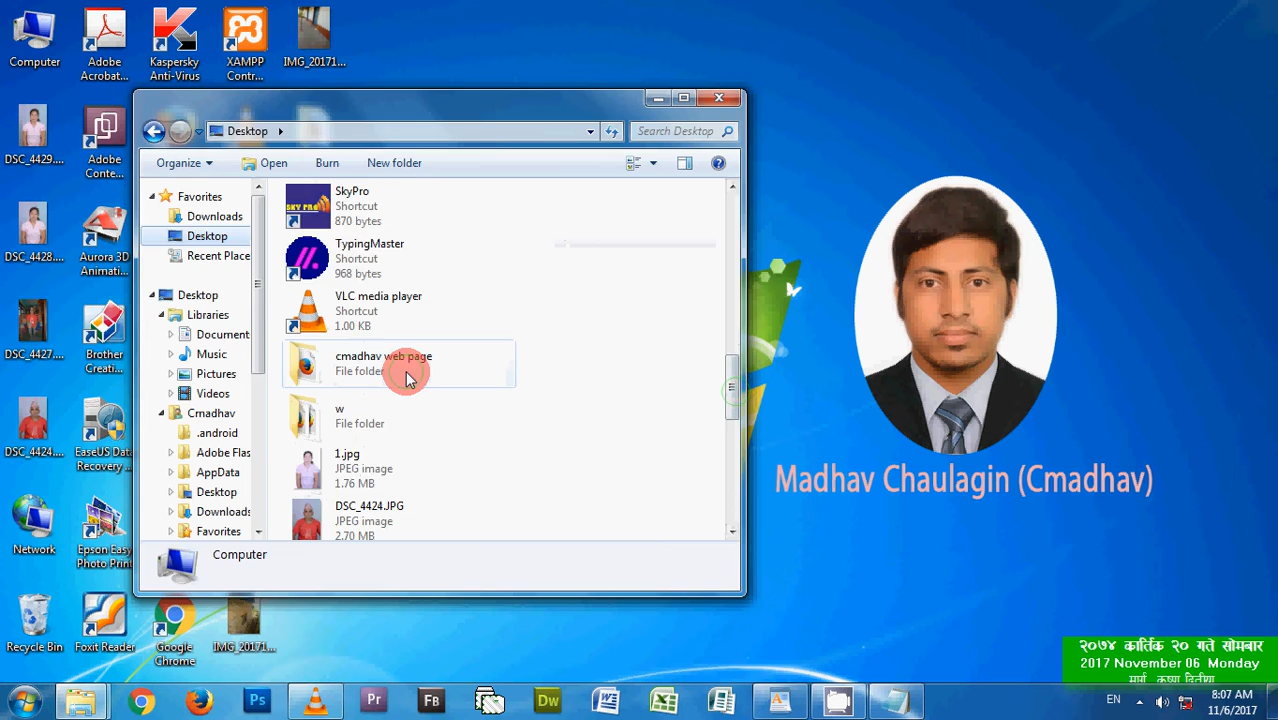 Computer
Adobe
Acrobat...
Kaspersky
Anti-Virus
XAMPP
Contr...
IMG_20171...
DSC_4429....
Adobe
Conte...
DSC_4428....
Aurora 3D
Animati...
DSC_4427....
Brother
Creati...
DSC_4424....
EaseUS Data
Recovery ...
Network
Epson Easy
Photo Print
Recycle Bin
Foxit Reader
Google
Chrome
IMG_20171...
Desktop
Search Desktop
Organize
Open
Burn
New folder
Favorites
Downloads
Desktop
Recent Place
Desktop
Libraries
Document
Music
Pictures
Videos
Cmadhav
.android
Adobe Flas
AppData
Desktop
Downloads
Favorites
SKY PRO
SkyPro
Shortcut
870 bytes
TypingMaster
Shortcut
968 bytes
VLC media player
Shortcut
1.00 KB
cmadhav web page
File folder
w
File folder
1.jpg
JPEG image
1.76 MB
DSC_4424.JPG
JPEG image
2.70 MB
Computer
Madhav Chaulagin (Cmadhav)
२०७४ कार्तिक २० गते सोमबार
2017 November 06 Monday
मार्ग. कृष्ण द्वितीया
Ps
Pr
Fb
Dw
EN
8:07 AM
11/6/2017